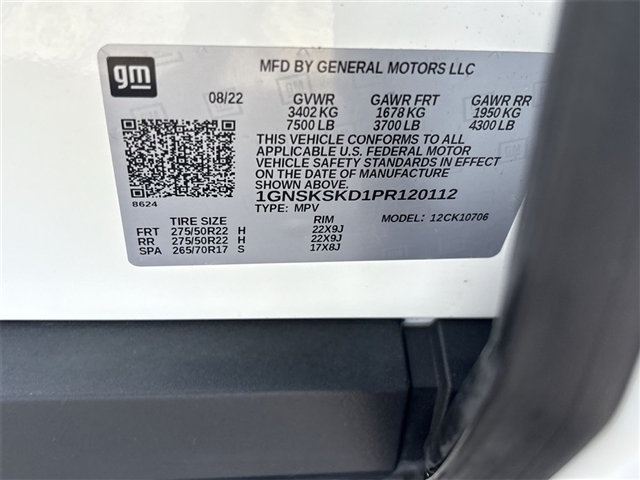 gm
MFD BY GENERAL MOTORS LLC
08/22 GVWR GAWR FRT GAWR RR
3402 KG 1678 KG 1950 KG
7500 LB 3700 LB 4300 LB
THIS VEHICLE CONFORMS TO ALL
APPLICABLE U.S. FEDERAL MOTOR
VEHICLE SAFETY STANDARDS IN EFFECT
ON THE DATE OF MANUFACTURE
SHOWN ABOVE.
1GNSKSKD1PR120112
8624
TYPE: MPV MODEL: 12CK10706
TIRE SIZE RIM
FRT 275/50R22 H 22X9J
RR 275/50R22 H 22X9J
SPA 265/70R17 S 17X8J